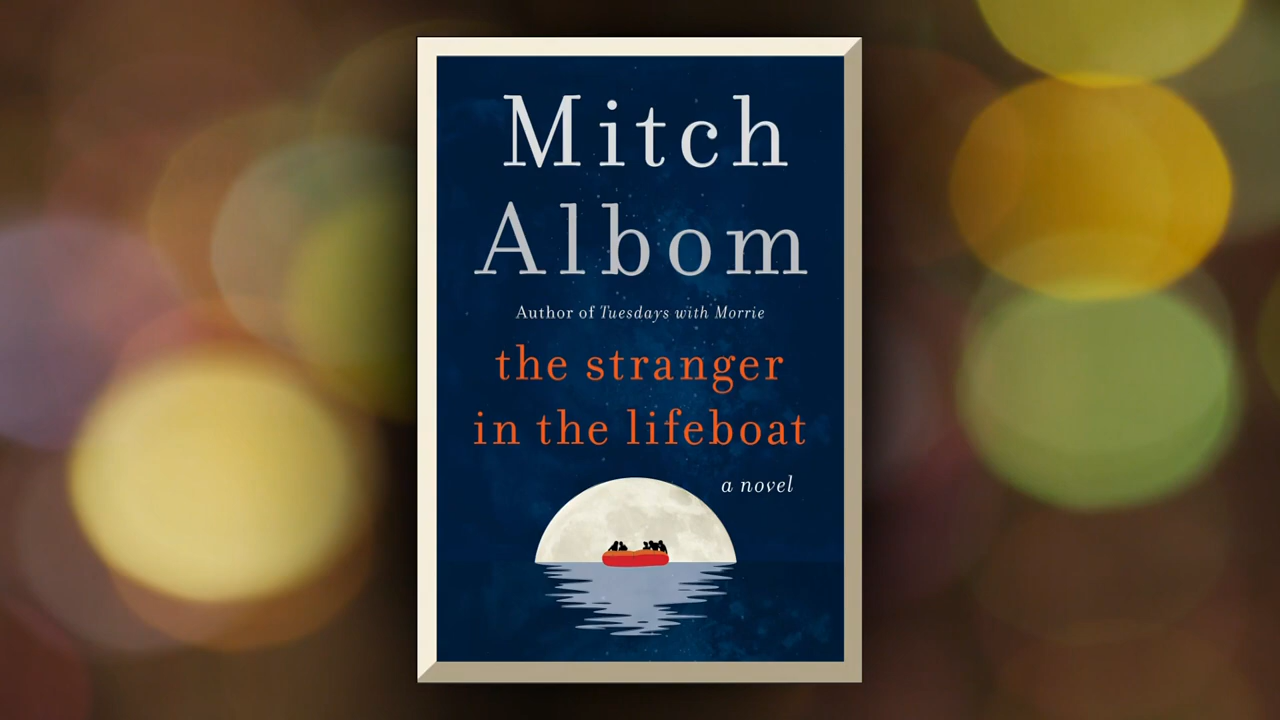 Mitch
Albom
Author of Tuesdays with Morrie
the stranger
in the lifeboat
a novel